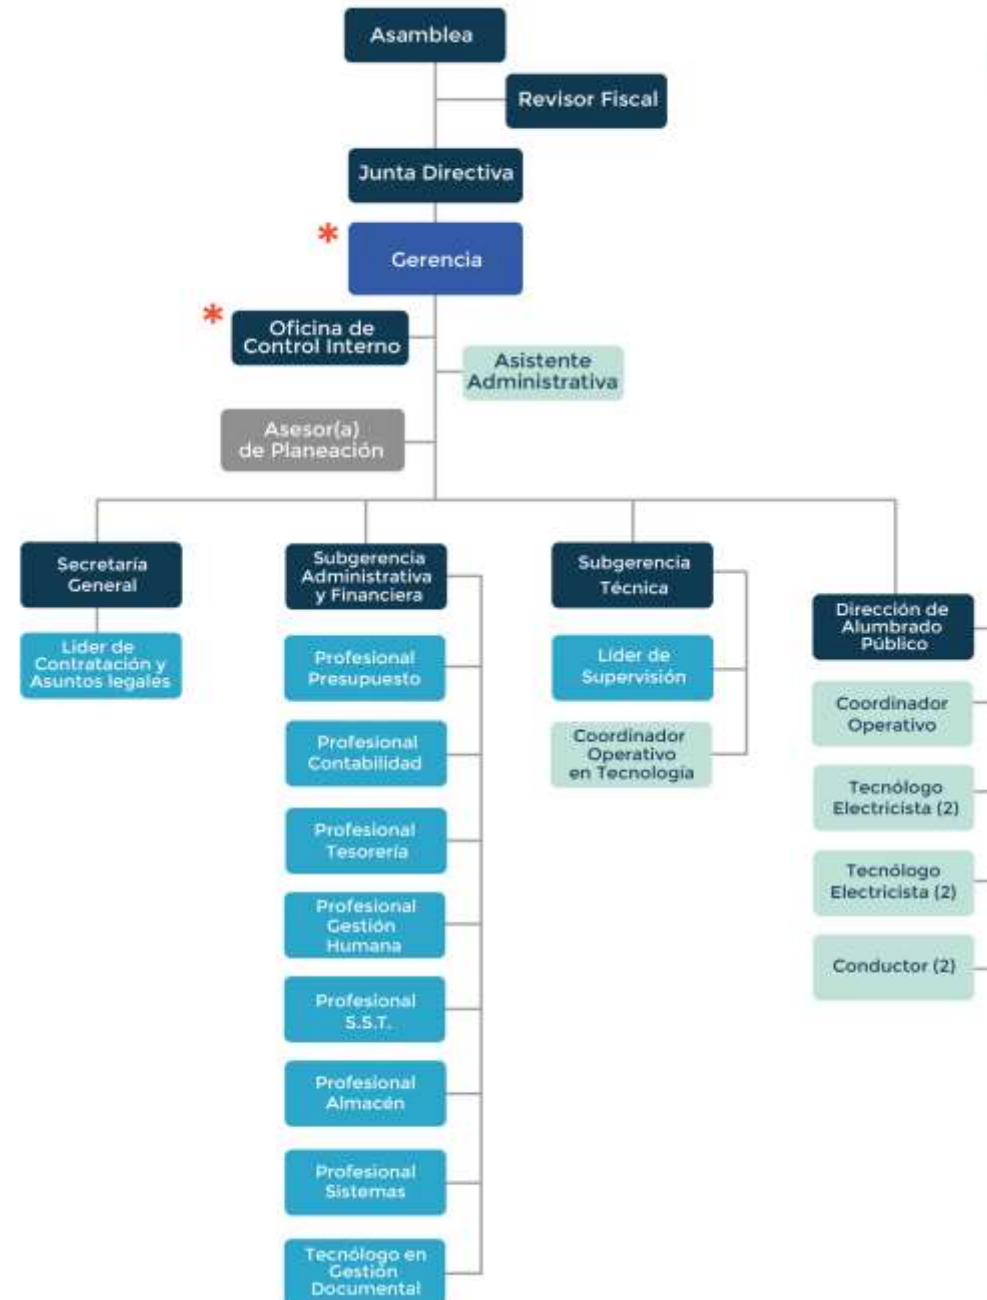 Asamblea
Revisor Fiscal
Junta Directiva
*
Gerencia
*
Oficina de
Control Interno
Asistente
Administrativa
Asesor(a)
de Planeación
Secretaría
General
Lider de
Contratación y
Asuntos legales
Subgerencia
Administrativa
y Financiera
Profesional
Presupuesto
Profesional
Contabilidad
Profesional
Tesorería
Profesional
Gestión
Humana
Profesional
S.S.T.
Profesional
Almacén
Profesional
Sistemas
Tecnólogo en
Gestión
Documental
Subgerencia
Técnica
Líder de
Supervisión
Coordinador
Operativo
en Tecnología
Dirección de
Alumbrado
Público
Coordinador
Operativo
Tecnólogo
Electricista (2)
Tecnólogo
Electricista (2)
Conductor (2)